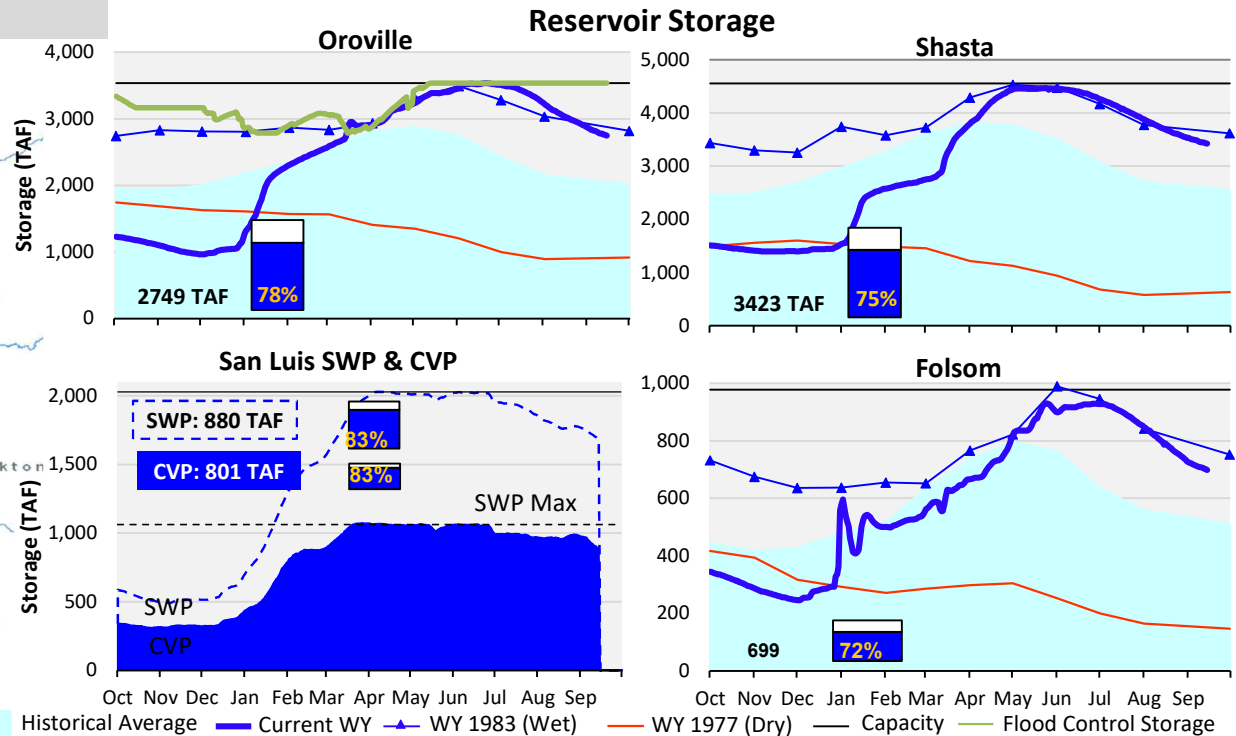 Reservoir Storage
Oroville
4,000
3,000
2,000
1,000
0
Storage (TAF)
2749 TAF
78%
Shasta
5,000
4,000
3,000
2,000
1,000
0
3423 TAF
75%
San Luis SWP & CVP
2,000
1,500
1,000
500
0
Storage (TAF)
SWP: 880 TAF
CVP: 801 TAF
83%
83%
SWP Max
SWP
CVP
Oct Nov Dec Jan Feb Mar Apr May Jun Jul Aug Sep
Folsom
1,000
800
600
400
200
0
699
72%
Oct Nov Dec Jan Feb Mar Apr May Jun Jul Aug Sep
kton
Historical Average Current WY WY 1983 (Wet) WY 1977 (Dry) Capacity Flood Control Storage